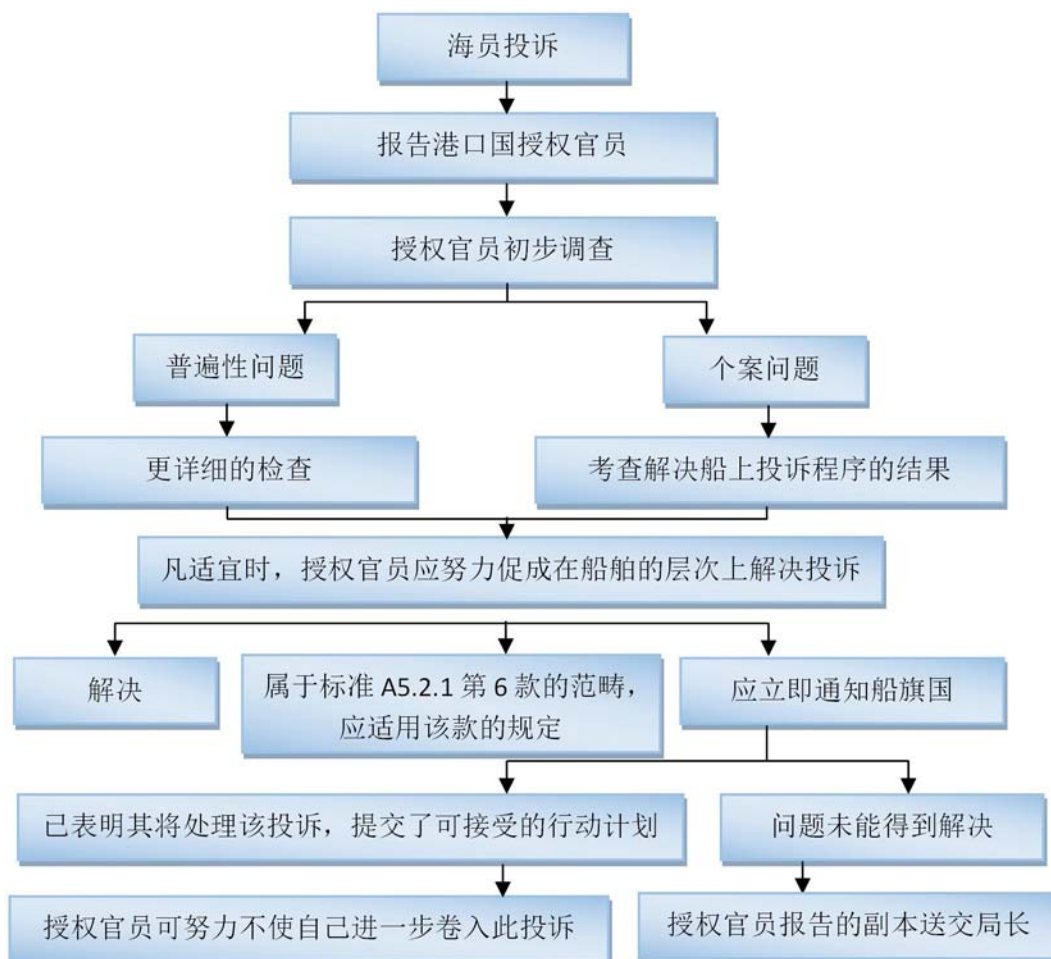 海员投诉
报告港口国授权官员
授权官员初步调查
普遍性问题
个案问题
更详细的检查
考查解决船上投诉程序的结果
凡适宜时，授权官员应努力促成在船舶的层次上解决投诉
解决
属于标准 A5.2.1 第 6 款的范畴，
应适用该款的规定
应立即通知船旗国
已表明其将处理该投诉，提交了可接受的行动计划
问题未能得到解决
授权官员可努力不使自己进一步卷入此投诉
授权官员报告的副本送交局长